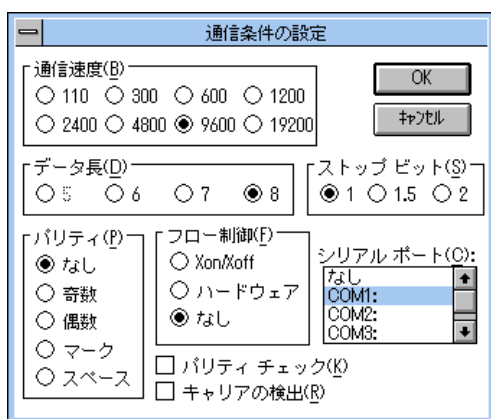 通信条件の設定
通信速度(B)
110 300 600 1200
2400 4800 9600 19200
OK
ｷｬﾝｾﾙ
データ長(D)
5 6 7 8
ストップ ビット(S)
1 1.5 2
パリティ(P)
なし
奇数
偶数
マーク
スペース
フロー制御(F)
Xon/Xoff
ハードウェア
なし
シリアル ポート(C):
なし
COM1:
COM2:
COM3:
パリティ チェック(K)
キャリアの検出(R)